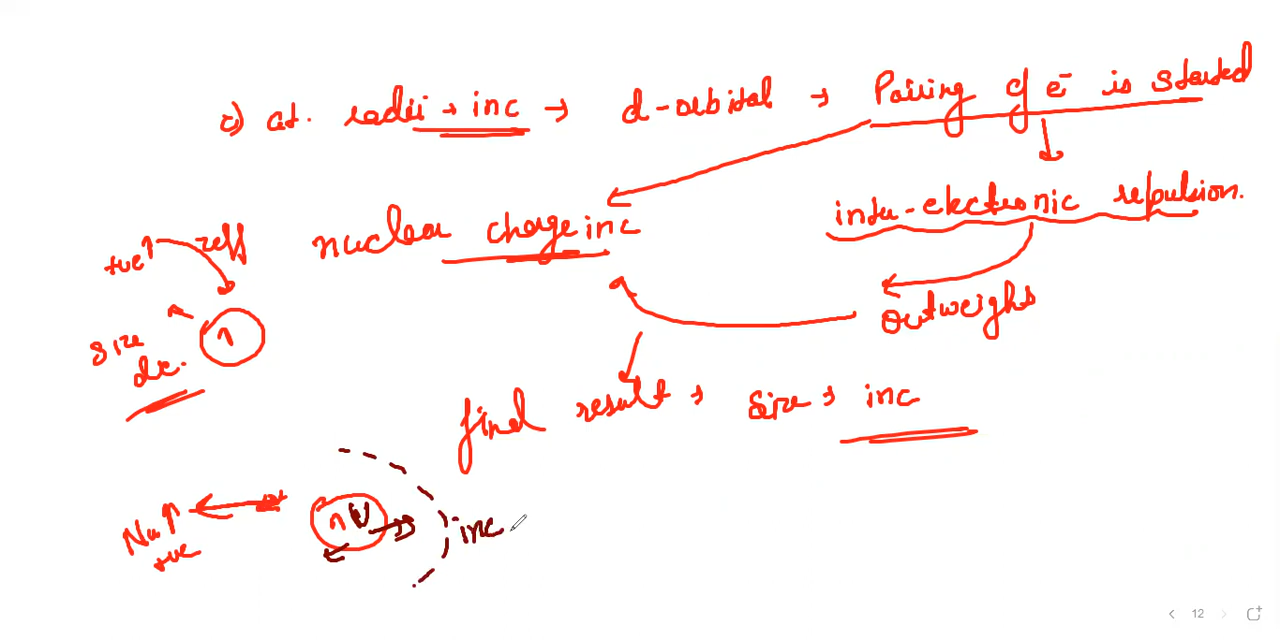 c) at. radii → inc → d-orbital → Pairing of e⁻ is started
inter-electronic repulsion.
nuclear charge inc
+ve↑ zeff
outweighs
size
dc.
final result → size → inc
Nu↑
+ve
inc
12